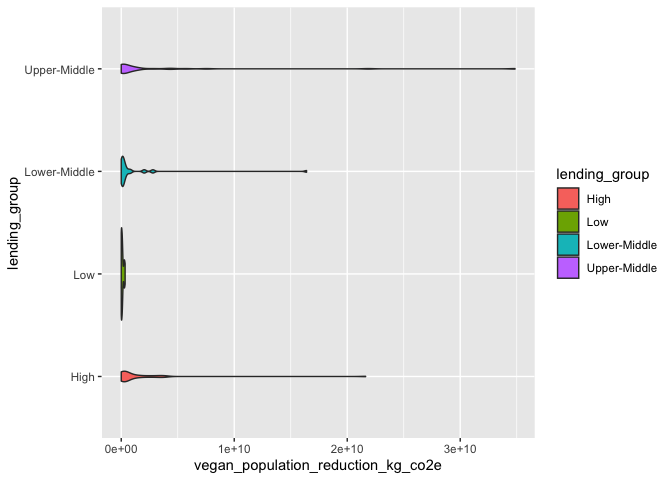 Upper-Middle
Lower-Middle
Low
High
lending_group
0e+00 1e+10 2e+10 3e+10
vegan_population_reduction_kg_co2e
lending_group
High
Low
Lower-Middle
Upper-Middle